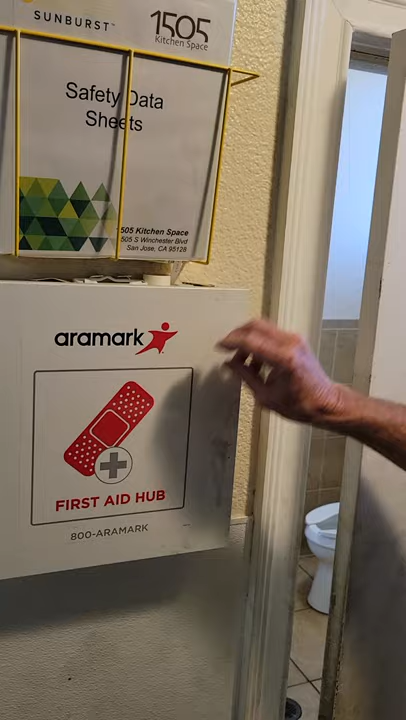 SUNBURST™
1505
Kitchen Space
Safety Data
Sheets
505 Kitchen Space
505 S Winchester Blvd
San Jose, CA 95128
aramark
FIRST AID HUB
800-ARAMARK